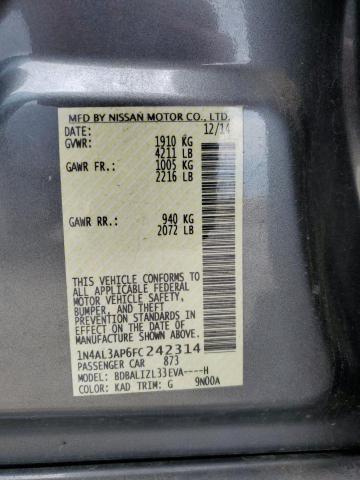 MFD BY NISSAN MOTOR CO., LTD.
DATE: 12/14
GVWR: 1910 KG
4211 LB
GAWR FR.: 1005 KG
2216 LB
GAWR RR.: 940 KG
2072 LB
THIS VEHICLE CONFORMS TO
ALL APPLICABLE U.S. FEDERAL
MOTOR VEHICLE SAFETY,
BUMPER, AND THEFT
PREVENTION STANDARDS
IN EFFECT ON THE DATE OF
MANUFACTURE SHOWN ABOVE.
1N4AL3AP6FC242314
PASSENGER CAR 873
MODEL: BDBALIZL33EVA----H
COLOR: KAD TRIM: G 9N00A